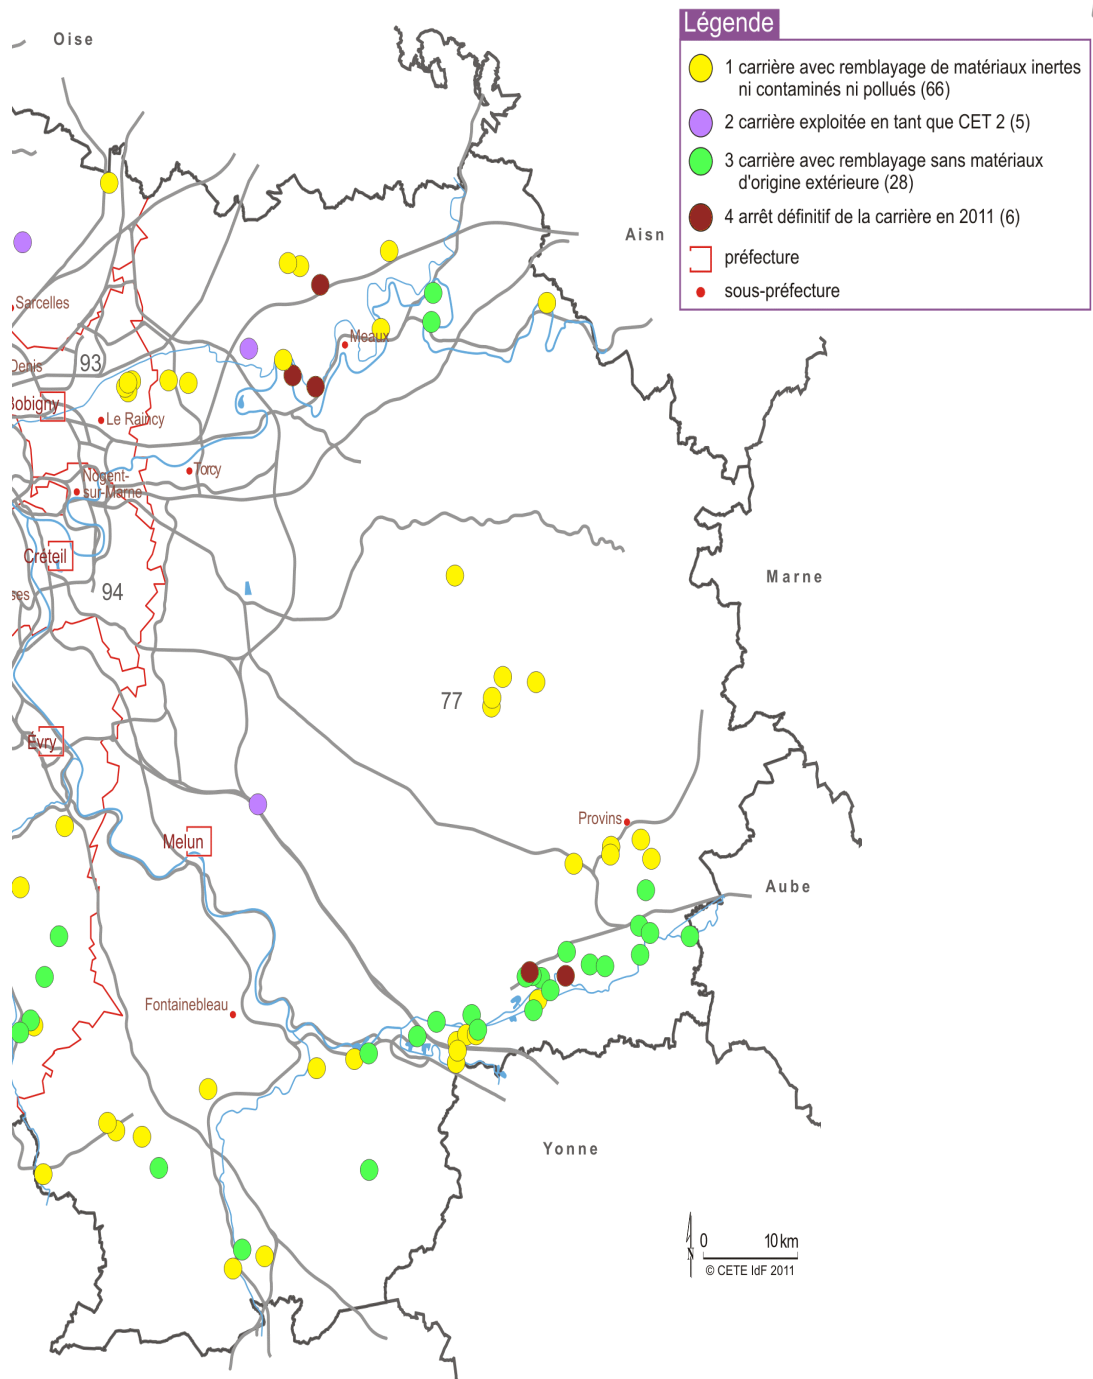 Oise
Légende
1 carrière avec remblayage de matériaux inertes
ni contaminés ni pollués (66)
2 carrière exploitée en tant que CET 2 (5)
3 carrière avec remblayage sans matériaux
d'origine extérieure (28)
4 arrêt définitif de la carrière en 2011 (6)
préfecture
sous-préfecture
Aisn
Sarcelles
Meaux
93
Denis
Bobigny
Le Raincy
Torcy
Nogent-
sur-Marne
Créteil
94
ses
Marne
77
Évry
Provins
Melun
Aube
Fontainebleau
Yonne
0 10 km
N
© CETE IdF 2011